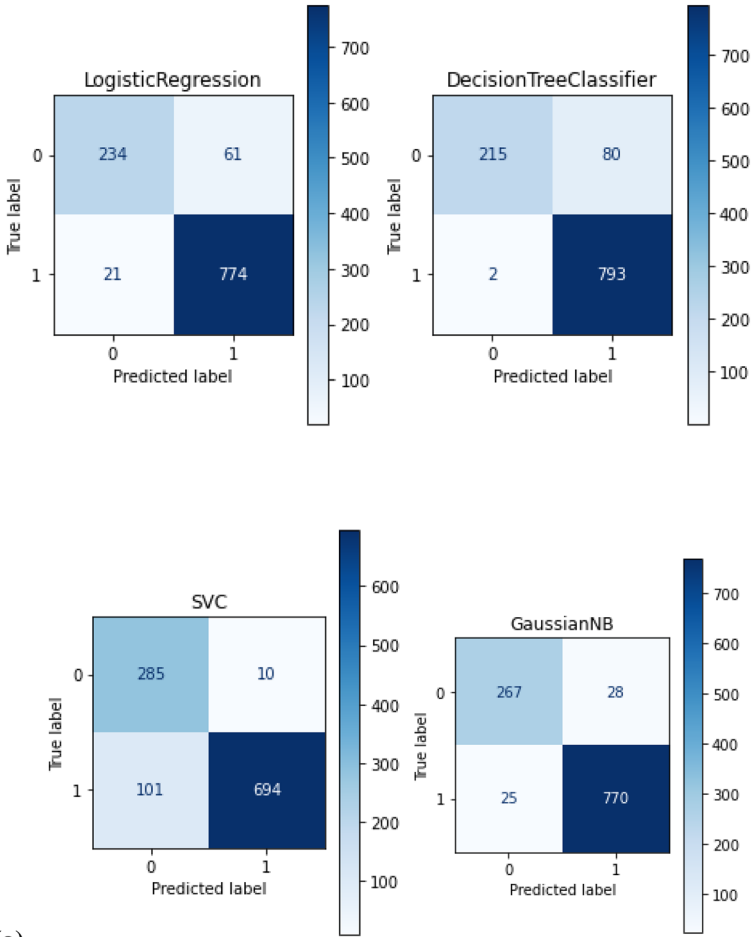 LogisticRegression
0 234 61
1 21 774
0 1
True label
Predicted label
700
600
500
400
300
200
100
DecisionTreeClassifier
0 215 80
1 2 793
0 1
True label
Predicted label
700
600
500
400
300
200
100
SVC
0 285 10
1 101 694
0 1
True label
Predicted label
600
500
400
300
200
100
GaussianNB
0 267 28
1 25 770
0 1
True label
Predicted label
700
600
500
400
300
200
100